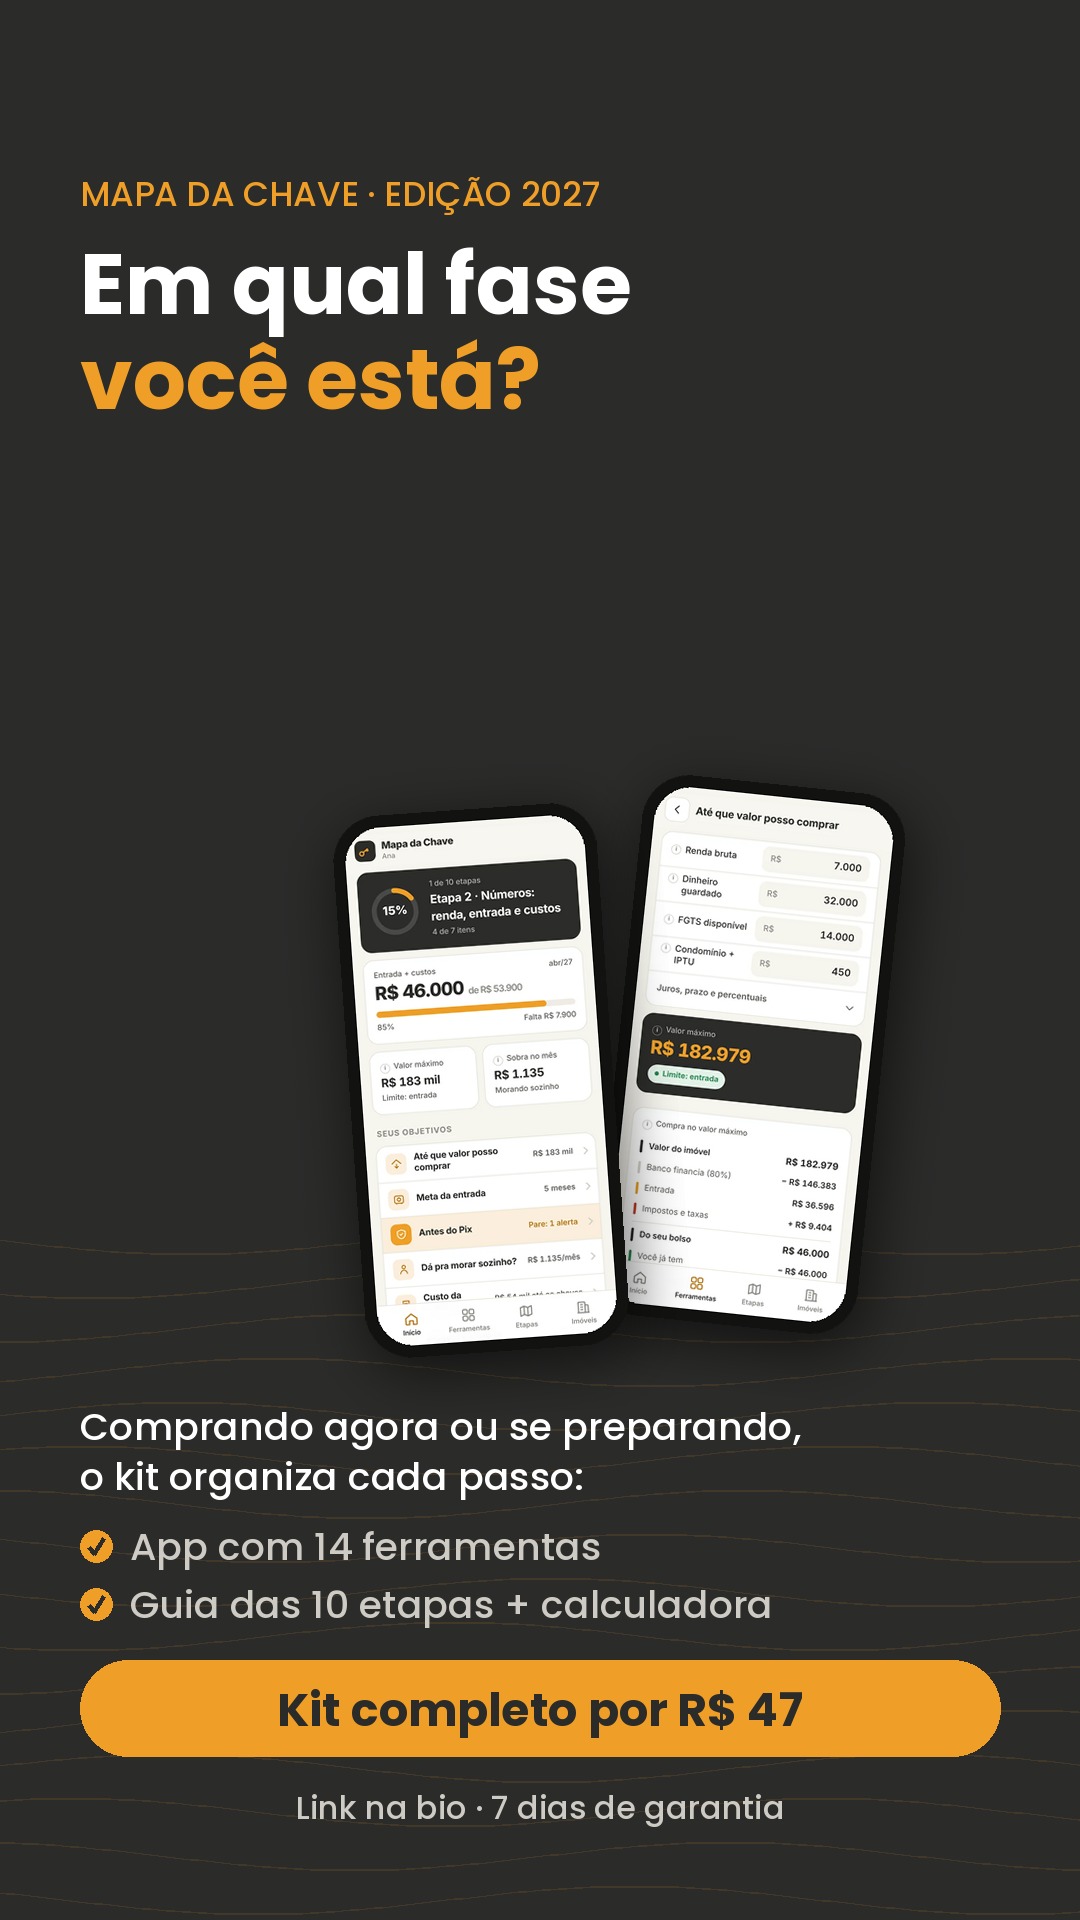 MAPA DA CHAVE · EDIÇÃO 2027
Em qual fase
você está?
Mapa da Chave
Ana
15%
1 de 10 etapas
Etapa 2 · Números:
renda, entrada e custos
4 de 7 itens
Entrada + custos
abr/27
R$ 46.000 de R$ 53.900
85%
Falta R$ 7.900
Valor máximo
R$ 183 mil
Limite: entrada
Sobra no mês
R$ 1.135
Morando sozinho
SEUS OBJETIVOS
Até que valor posso
comprar
R$ 183 mil
Meta da entrada
5 meses
Antes do Pix
Pare: 1 alerta
Dá pra morar sozinho?
R$ 1.135/mês
Custo da
Início
Ferramentas
Etapas
Imóveis
Até que valor posso comprar
Renda bruta
R$ 7.000
Dinheiro
guardado
R$ 32.000
FGTS disponível
R$ 14.000
Condomínio +
IPTU
R$ 450
Juros, prazo e percentuais
Valor máximo
R$ 182.979
Limite: entrada
Compra no valor máximo
Valor do imóvel
R$ 182.979
Banco financia (80%)
− R$ 146.383
Entrada
R$ 36.596
Impostos e taxas
+ R$ 9.404
Do seu bolso
R$ 46.000
Você já tem
− R$ 46.000
Início
Ferramentas
Etapas
Imóveis
Comprando agora ou se preparando,
o kit organiza cada passo:
App com 14 ferramentas
Guia das 10 etapas + calculadora
Kit completo por R$ 47
Link na bio · 7 dias de garantia